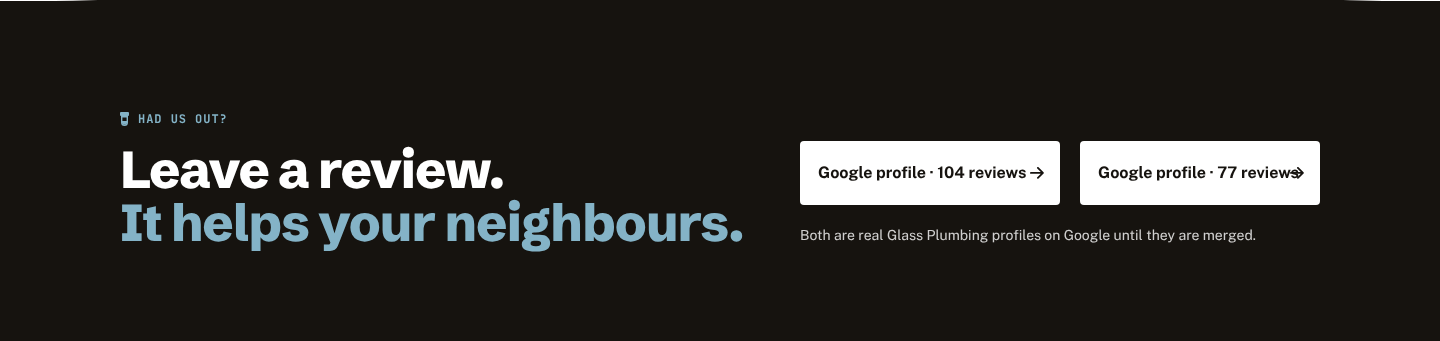 HAD US OUT?
Leave a review.
It helps your neighbours.
Google profile · 104 reviews →
Google profile · 77 reviews →
Both are real Glass Plumbing profiles on Google until they are merged.